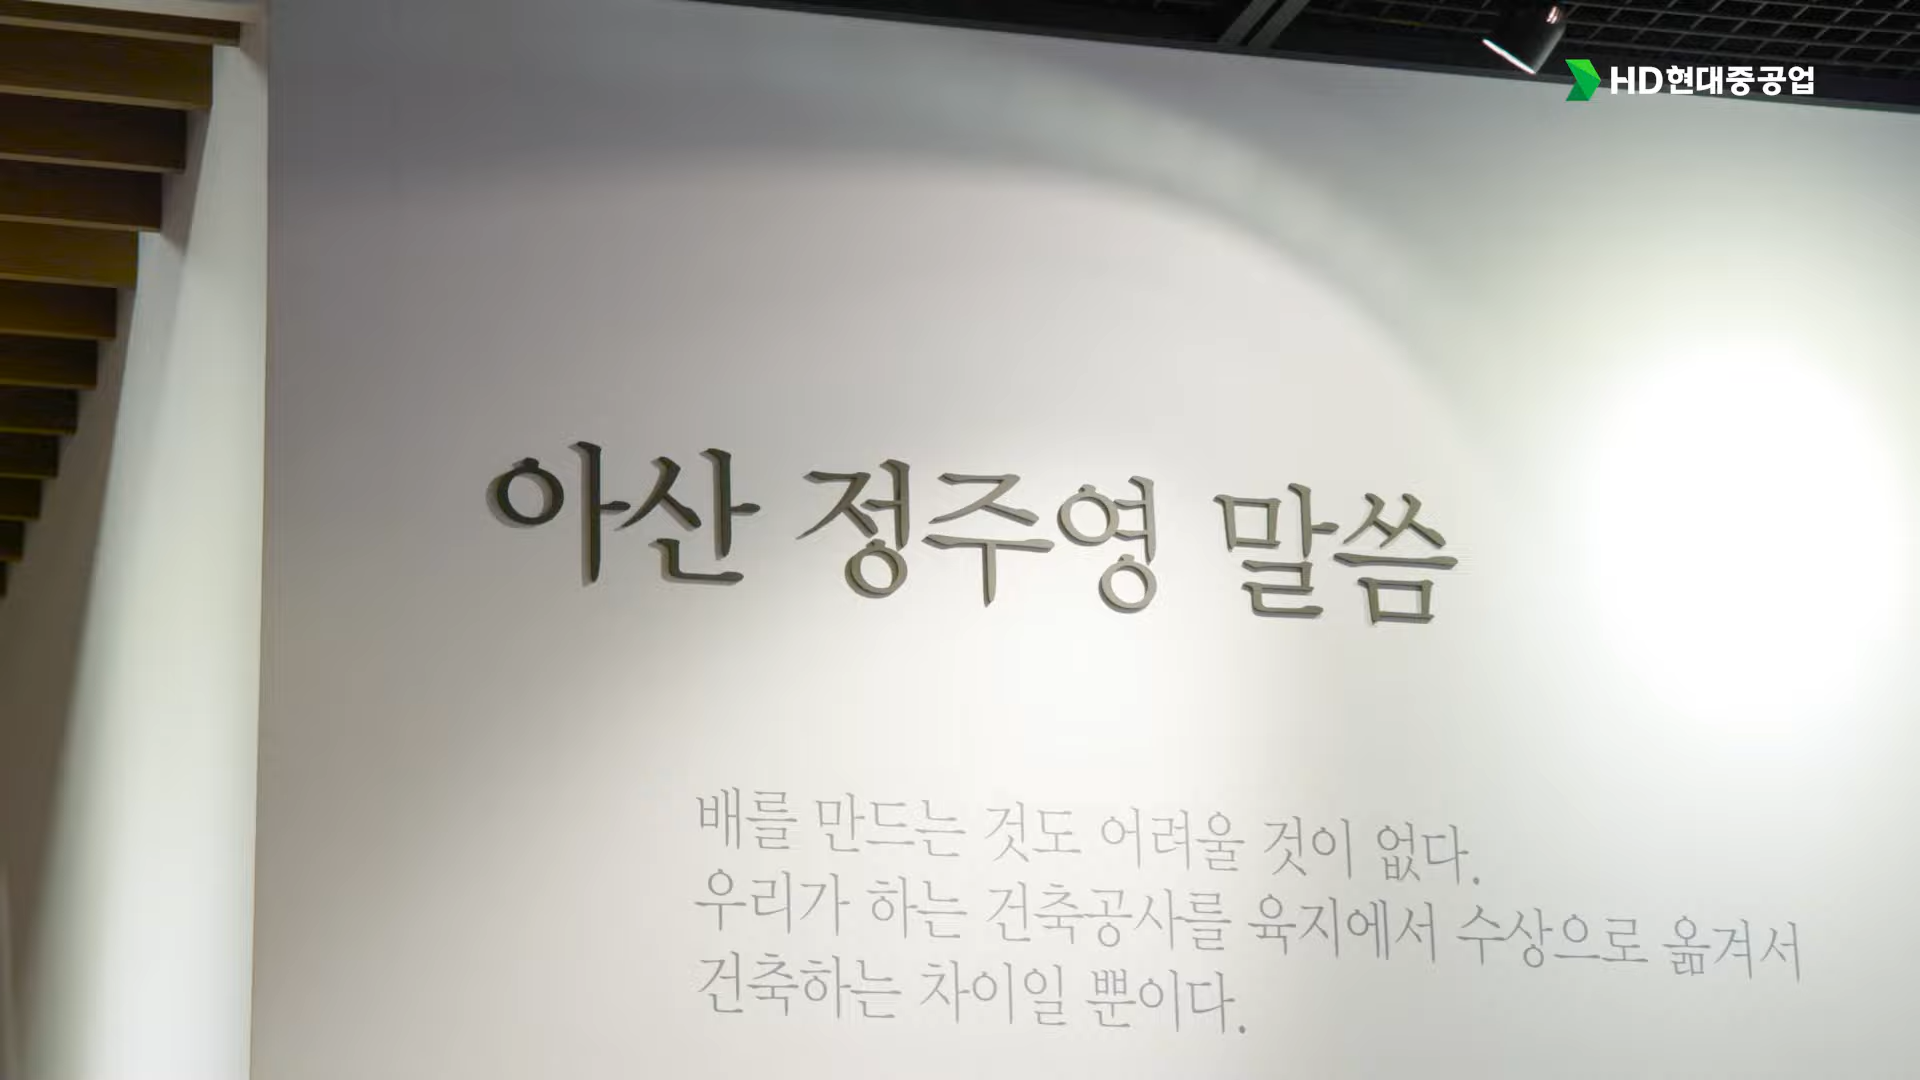 HD현대중공업
아산 정주영 말씀
배를 만드는 것도 어려울 것이 없다.
우리가 하는 건축공사를 육지에서 수상으로 옮겨서
건축하는 차이일 뿐이다.